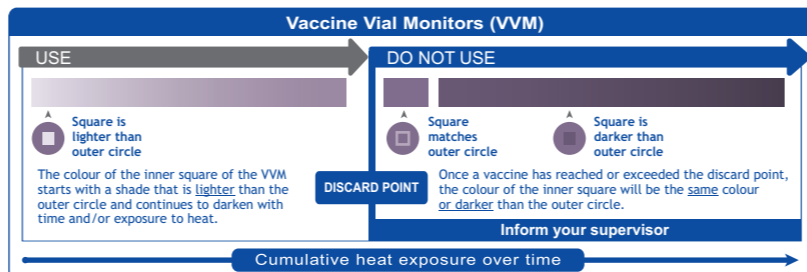 Vaccine Vial Monitors (VVM)
USE
Square is
lighter than
outer circle
The colour of the inner square of the VVM
starts with a shade that is lighter than the
outer circle and continues to darken with
time and/or exposure to heat.
DISCARD POINT
DO NOT USE
Square
matches
outer circle
Square is
darker than
outer circle
Once a vaccine has reached or exceeded the discard point,
the colour of the inner square will be the same colour
or darker than the outer circle.
Inform your supervisor
Cumulative heat exposure over time